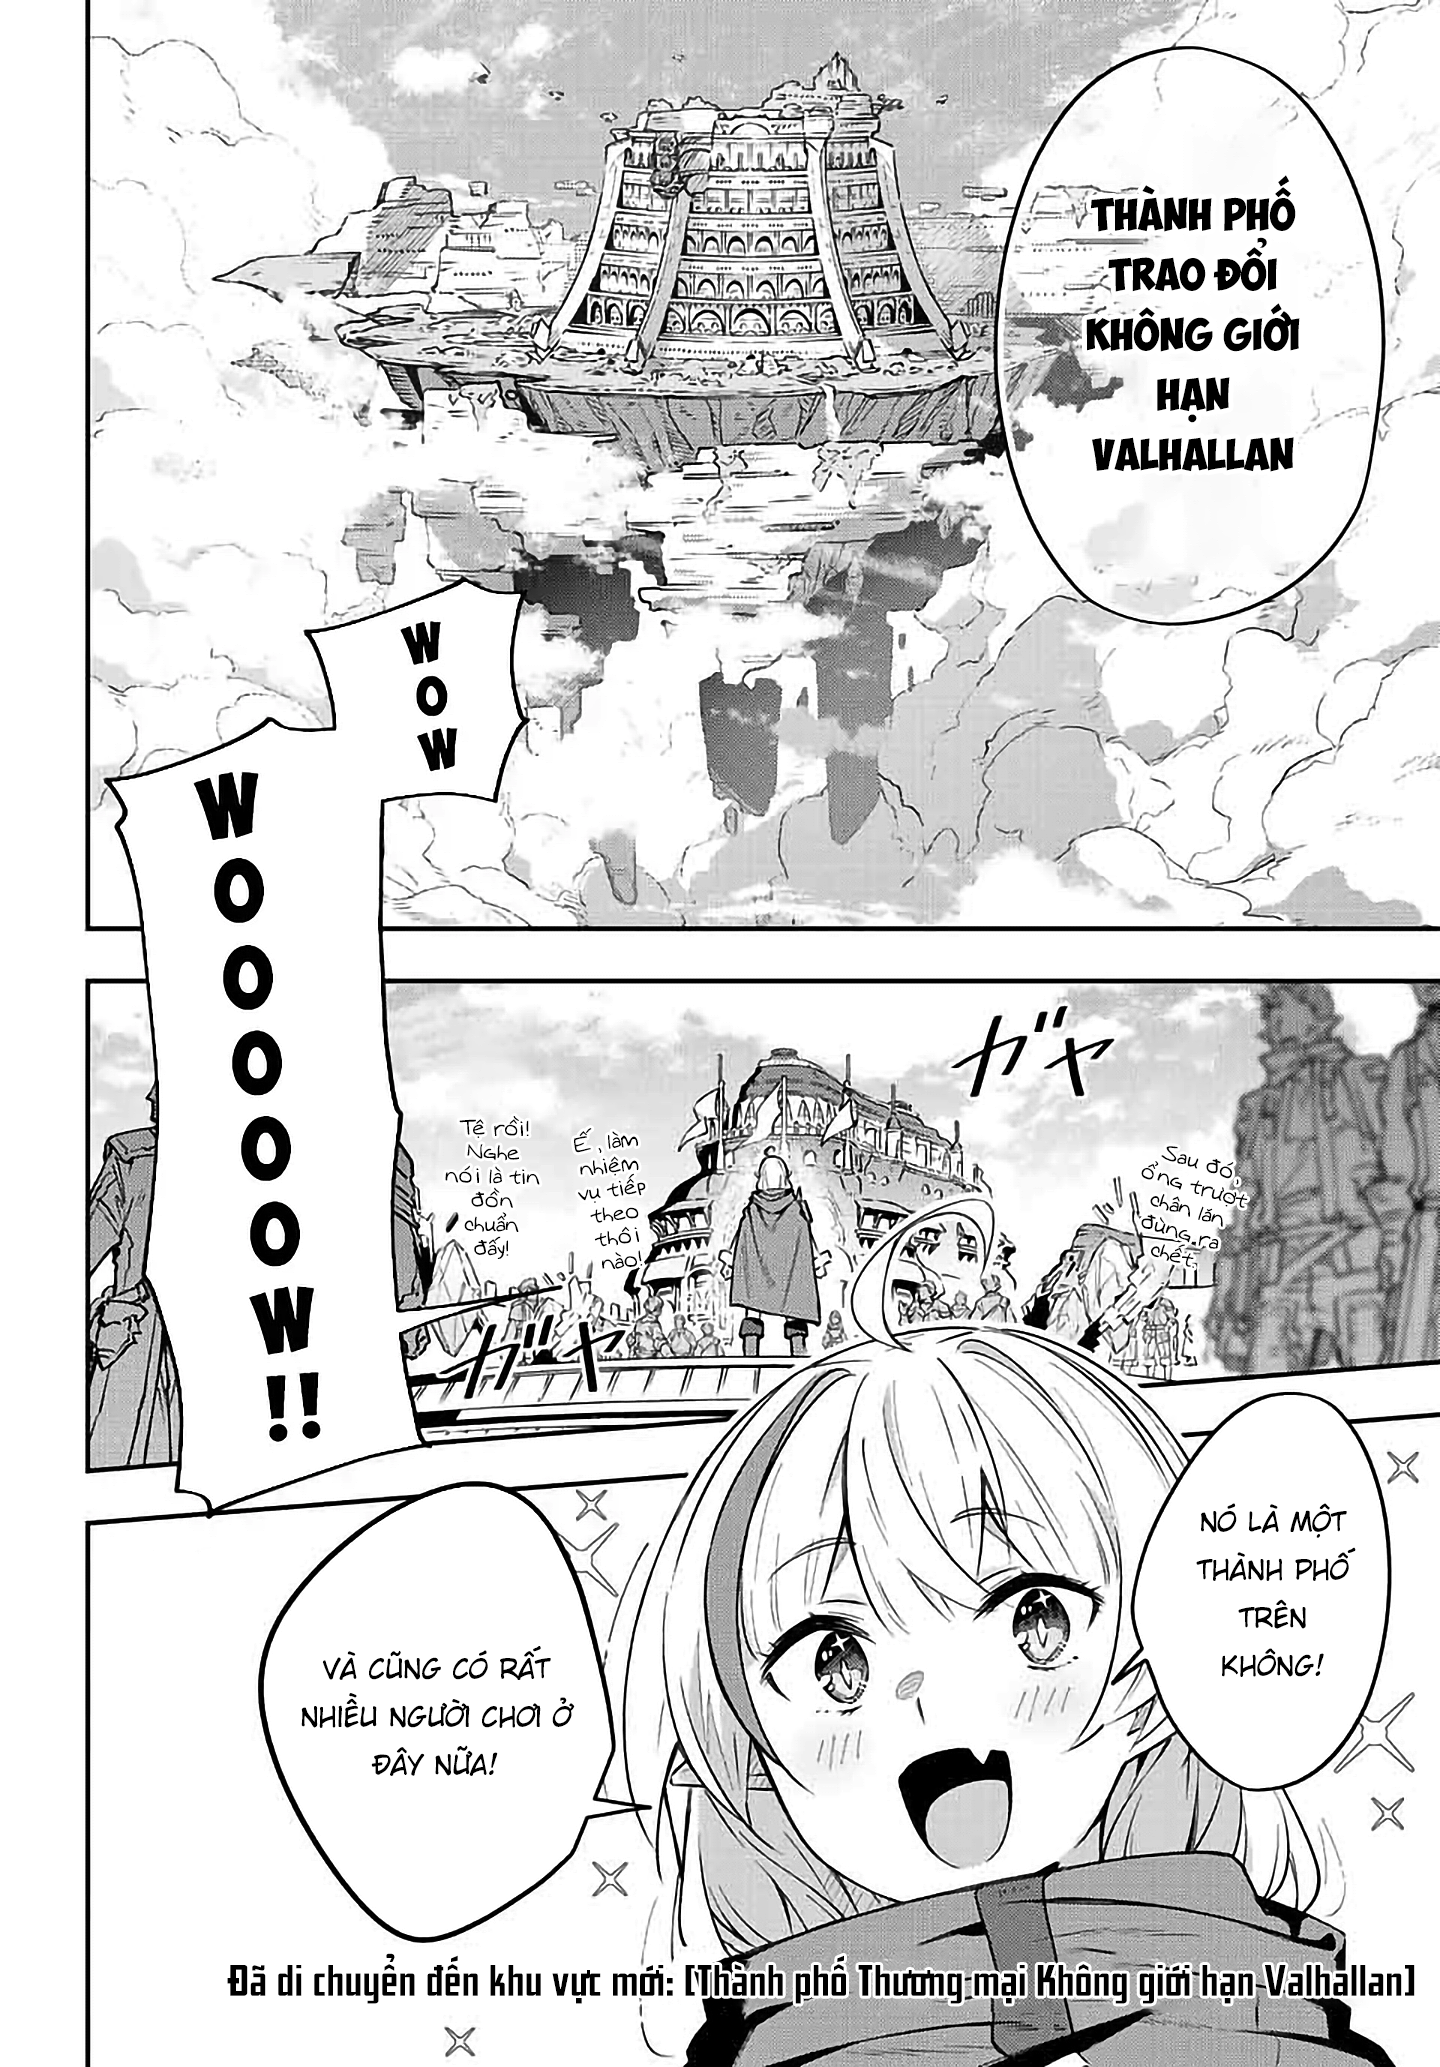 THÀNH PHỐ
TRAO ĐỔI
KHÔNG GIỚI
HẠN
VALHALLAN
WOW
WOOOOOW!!
ガヤ
Sau đó,
ổng trượt
chân lăn
đùng ra
chết.
Ế, làm
nhiệm
vụ tiếp
theo
thôi
nào!
Tệ rồi!
Nghe
nói là tin
đồn
chuẩn
đấy!
ガヤ
NÓ LÀ MỘT
THÀNH PHỐ
TRÊN
KHÔNG!
VÀ CŨNG CÓ RẤT
NHIỀU NGƯỜI CHƠI Ở
ĐÂY NỮA!
Đã di chuyển đến khu vực mới: [Thành phố Thương mại Không giới hạn Valhallan]